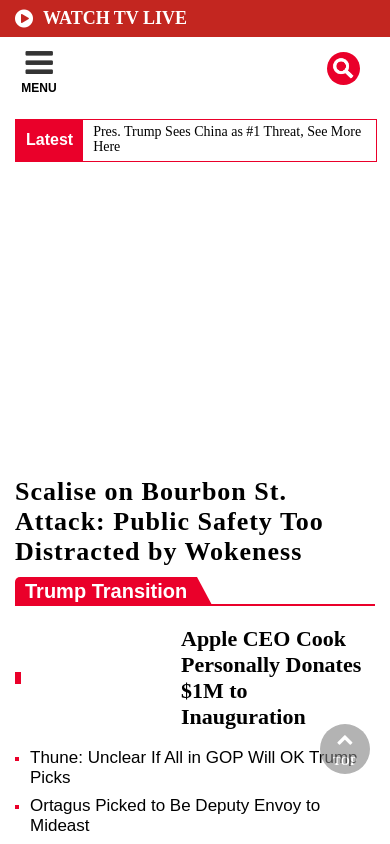 WATCH TV LIVE
MENU
Latest
Pres. Trump Sees China as #1 Threat, See More
Here
Scalise on Bourbon St.
Attack: Public Safety Too
Distracted by Wokeness
Trump Transition
Apple CEO Cook
Personally Donates
$1M to
Inauguration
Thune: Unclear If All in GOP Will OK Trump
Picks
TOP
Ortagus Picked to Be Deputy Envoy to
Mideast